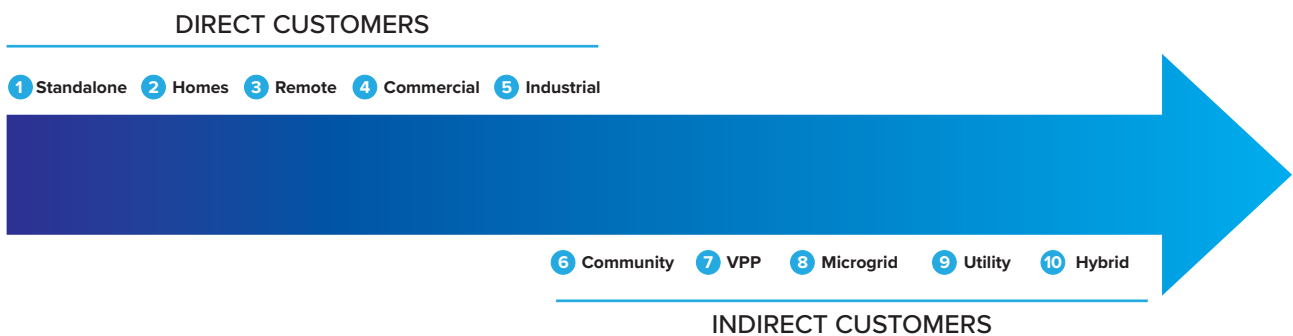 DIRECT CUSTOMERS
1 Standalone 2 Homes 3 Remote 4 Commercial 5 Industrial
6 Community 7 VPP 8 Microgrid 9 Utility 10 Hybrid
INDIRECT CUSTOMERS